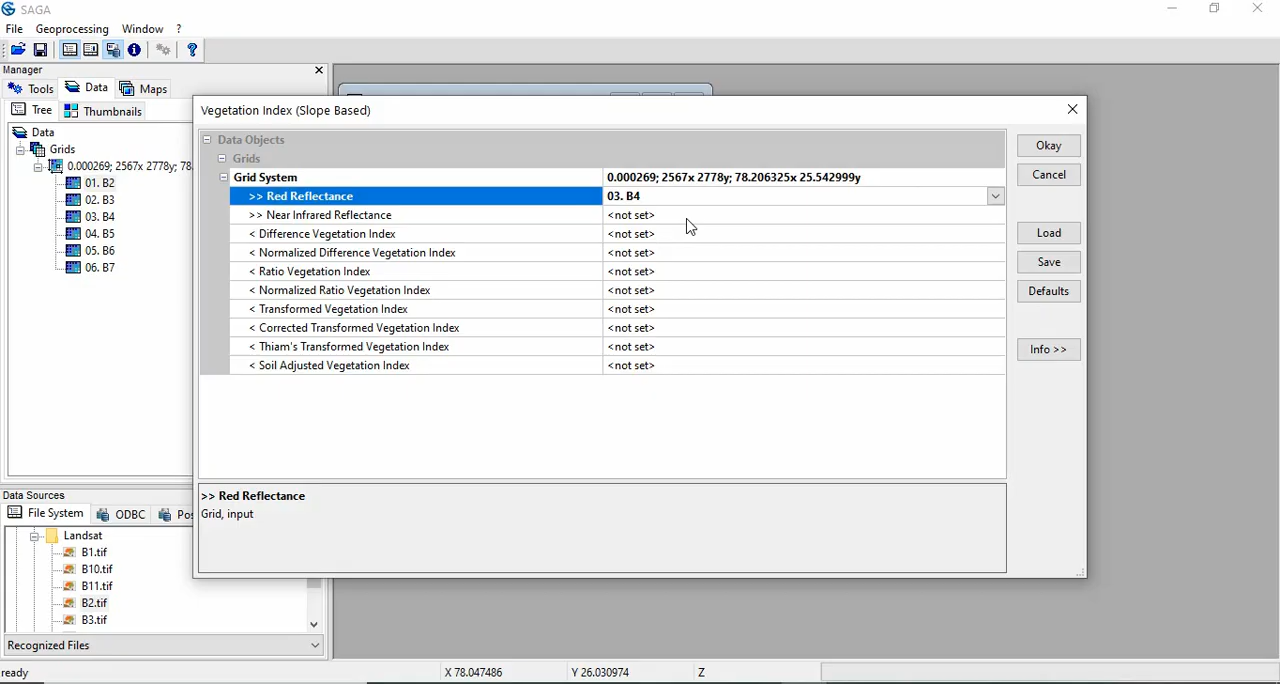 SAGA
File Geoprocessing Window ?
Manager
Tools Data Maps
Tree Thumbnails
Data
Grids
0.000269; 2567x 2778y; 78.
01. B2
02. B3
03. B4
04. B5
05. B6
06. B7
Vegetation Index (Slope Based)
Data Objects
Grids
Grid System 0.000269; 2567x 2778y; 78.206325x 25.542999y
>> Red Reflectance 03. B4
>> Near Infrared Reflectance <not set>
< Difference Vegetation Index <not set>
< Normalized Difference Vegetation Index <not set>
< Ratio Vegetation Index <not set>
< Normalized Ratio Vegetation Index <not set>
< Transformed Vegetation Index <not set>
< Corrected Transformed Vegetation Index <not set>
< Thiam's Transformed Vegetation Index <not set>
< Soil Adjusted Vegetation Index <not set>
>> Red Reflectance
Grid, input
Okay
Cancel
Load
Save
Defaults
Info >>
Data Sources
File System ODBC Pos
Landsat
B1.tif
B10.tif
B11.tif
B2.tif
B3.tif
Recognized Files
ready X 78.047486 Y 26.030974 Z